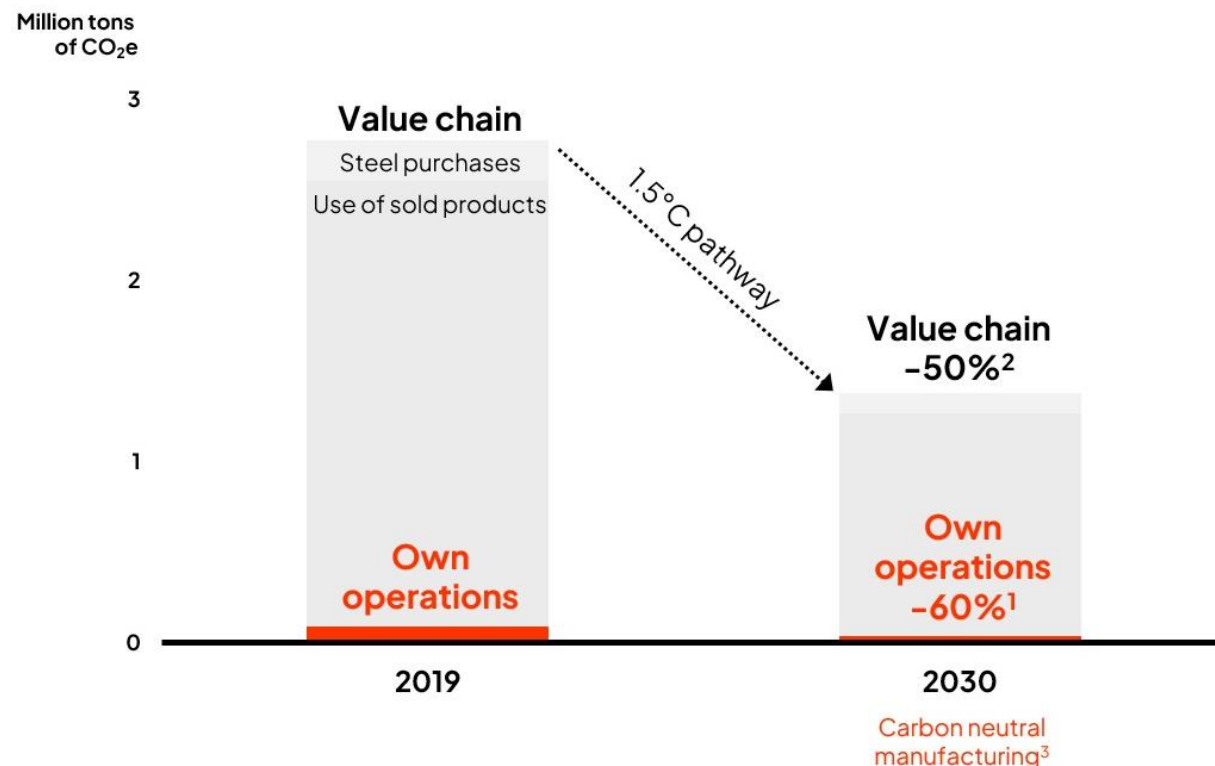 Million tons
of CO₂e
3
2
1
0
Value chain
Steel purchases
Use of sold products
Own
operations
1.5°C pathway
Value chain
-50%²
Own
operations
-60%¹
2019
2030
Carbon neutral
manufacturing³